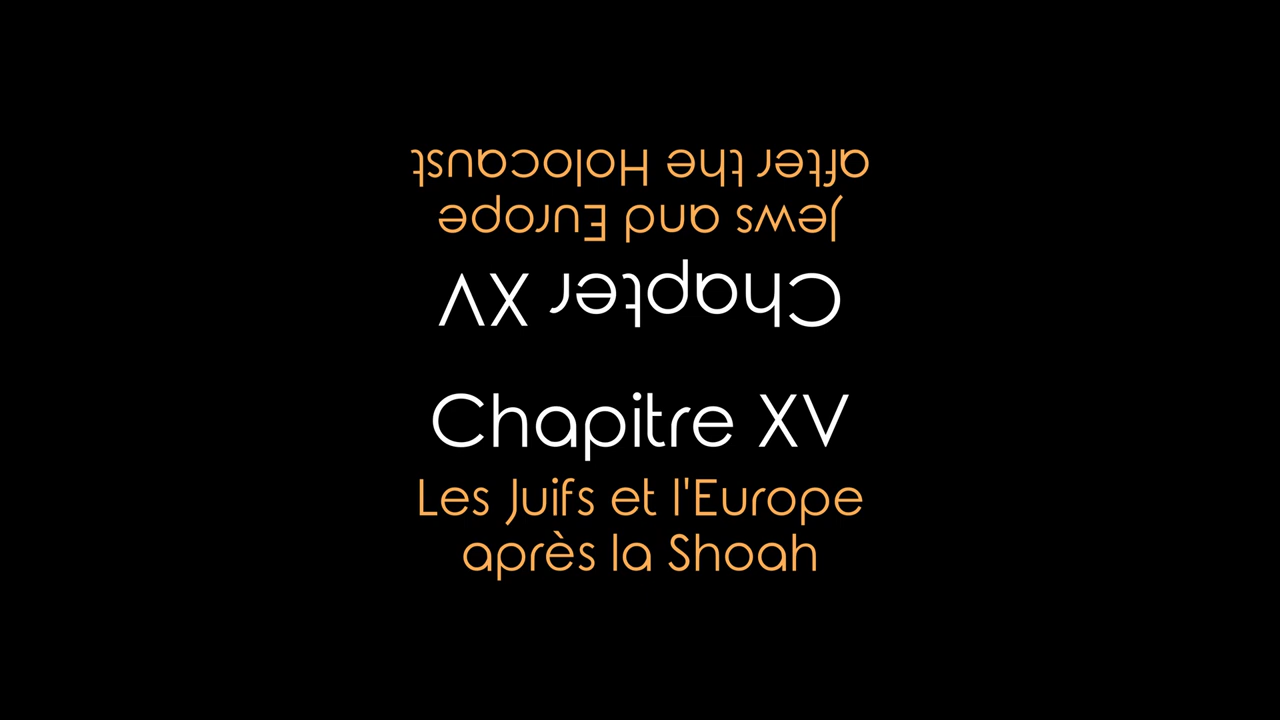 Chapter XV
Jews and Europe
after the Holocaust
Chapitre XV
Les Juifs et l'Europe
après la Shoah